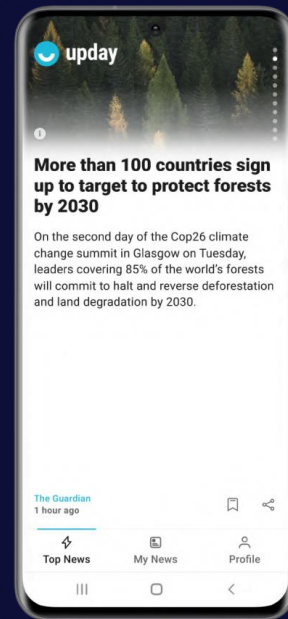 upday
More than 100 countries sign
up to target to protect forests
by 2030
On the second day of the Cop26 climate
change summit in Glasgow on Tuesday,
leaders covering 85% of the world's forests
will commit to halt and reverse deforestation
and land degradation by 2030.
The Guardian
1 hour ago
Top News
My News
Profile